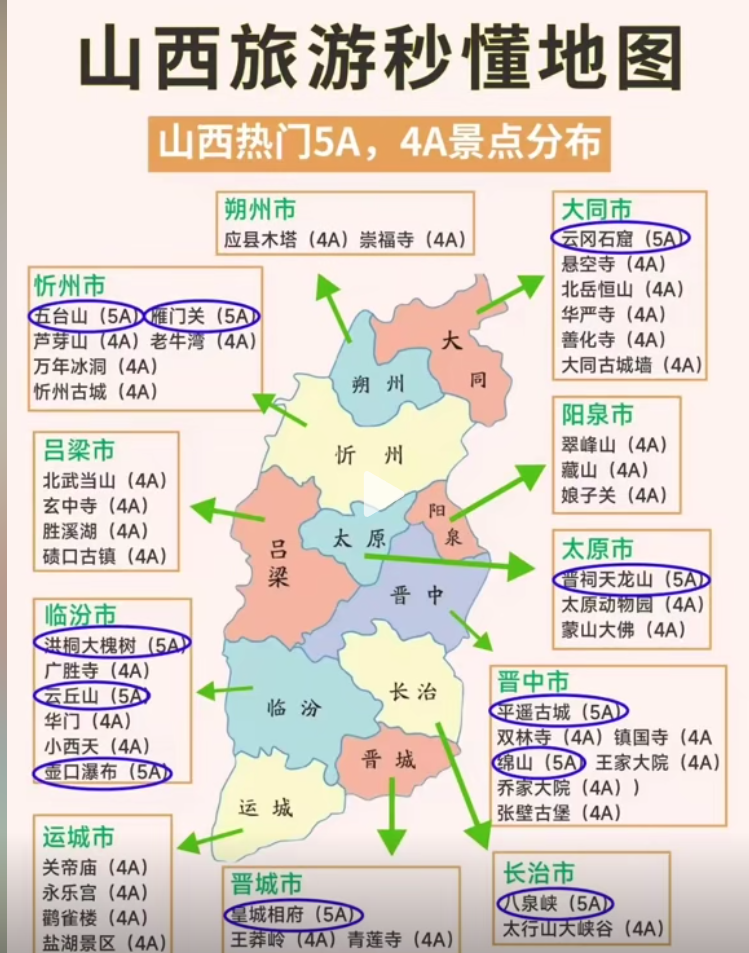 山西旅游秒懂地图
山西热门5A，4A景点分布
朔州市
应县木塔（4A）崇福寺（4A）
大同市
云冈石窟（5A）
悬空寺（4A）
北岳恒山（4A）
华严寺（4A）
善化寺（4A）
大同古城墙（4A）
忻州市
五台山（5A）雁门关（5A）
芦芽山（4A）老牛湾（4A）
万年冰洞（4A）
忻州古城（4A）
阳泉市
翠峰山（4A）
藏山（4A）
娘子关（4A）
吕梁市
北武当山（4A）
玄中寺（4A）
胜溪湖（4A）
碛口古镇（4A）
太原市
晋祠天龙山（5A）
太原动物园（4A）
蒙山大佛（4A）
临汾市
洪桐大槐树（5A）
广胜寺（4A）
云丘山（5A）
华门（4A）
小西天（4A）
壶口瀑布（5A）
晋中市
平遥古城（5A）
双林寺（4A）镇国寺（4A
绵山（5A）王家大院（4A）
乔家大院（4A））
张壁古堡（4A）
运城市
关帝庙（4A）
永乐宫（4A）
鹳雀楼（4A）
盐湖景区（4A）
晋城市
皇城相府（5A）
王莽岭（4A）青莲寺（4A）
长治市
八泉峡（5A）
太行山大峡谷（4A）
大同
朔州
忻州
阳泉
太原
吕梁
晋中
临汾
长治
晋城
运城